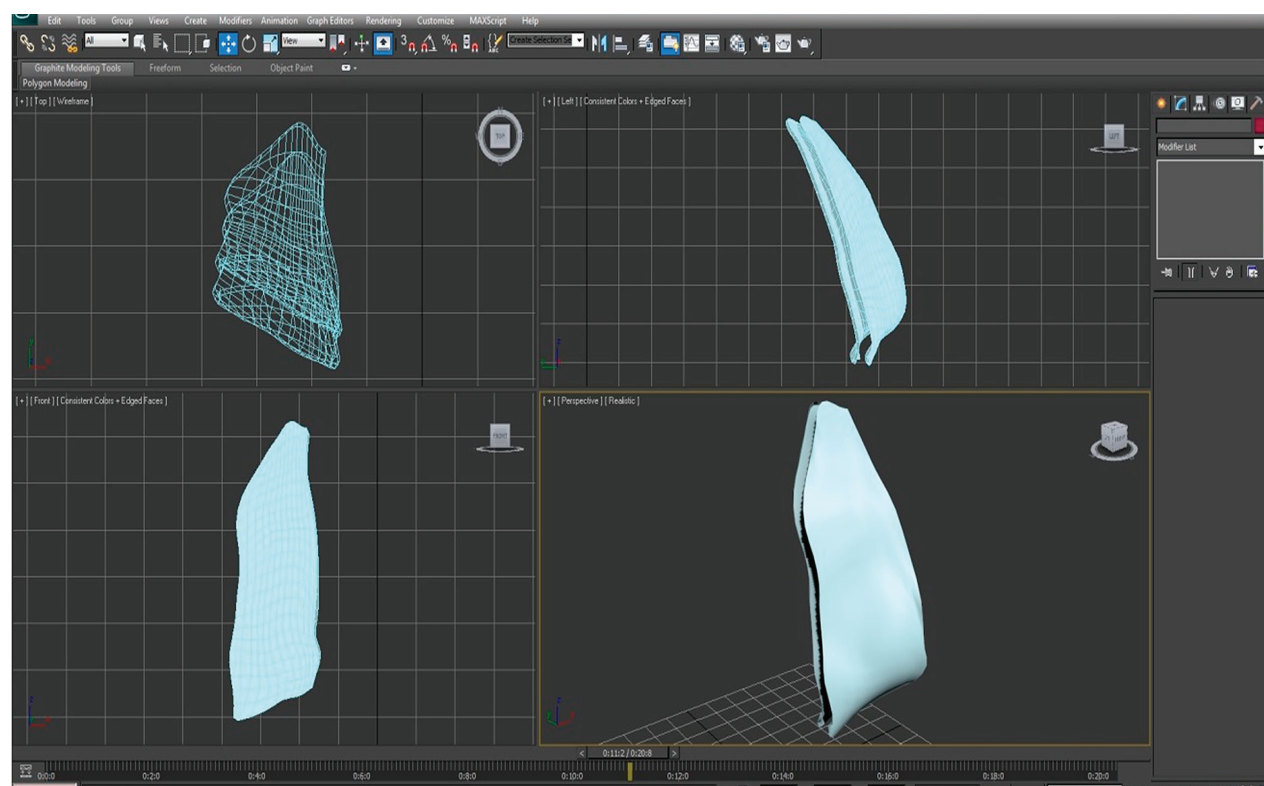 Edit Tools Group Views Create Modifiers Animation Graph Editors Rendering Customize MAXScript Help
All View Create Selection Se
Graphite Modeling Tools Freeform Selection Object Paint
Polygon Modeling
[ + ] [ Top ] [ Wireframe ]
TOP
[ + ] [ Left ] [ Consistent Colors + Edged Faces ]
LEFT
Modifier List
[ + ] [ Front ] [ Consistent Colors + Edged Faces ]
FRONT
[ + ] [ Perspective ] [ Realistic ]
< 0:11:2 / 0:20:8 >
0:0:0 0:2:0 0:4:0 0:6:0 0:8:0 0:10:0 0:12:0 0:14:0 0:16:0 0:18:0 0:20:0